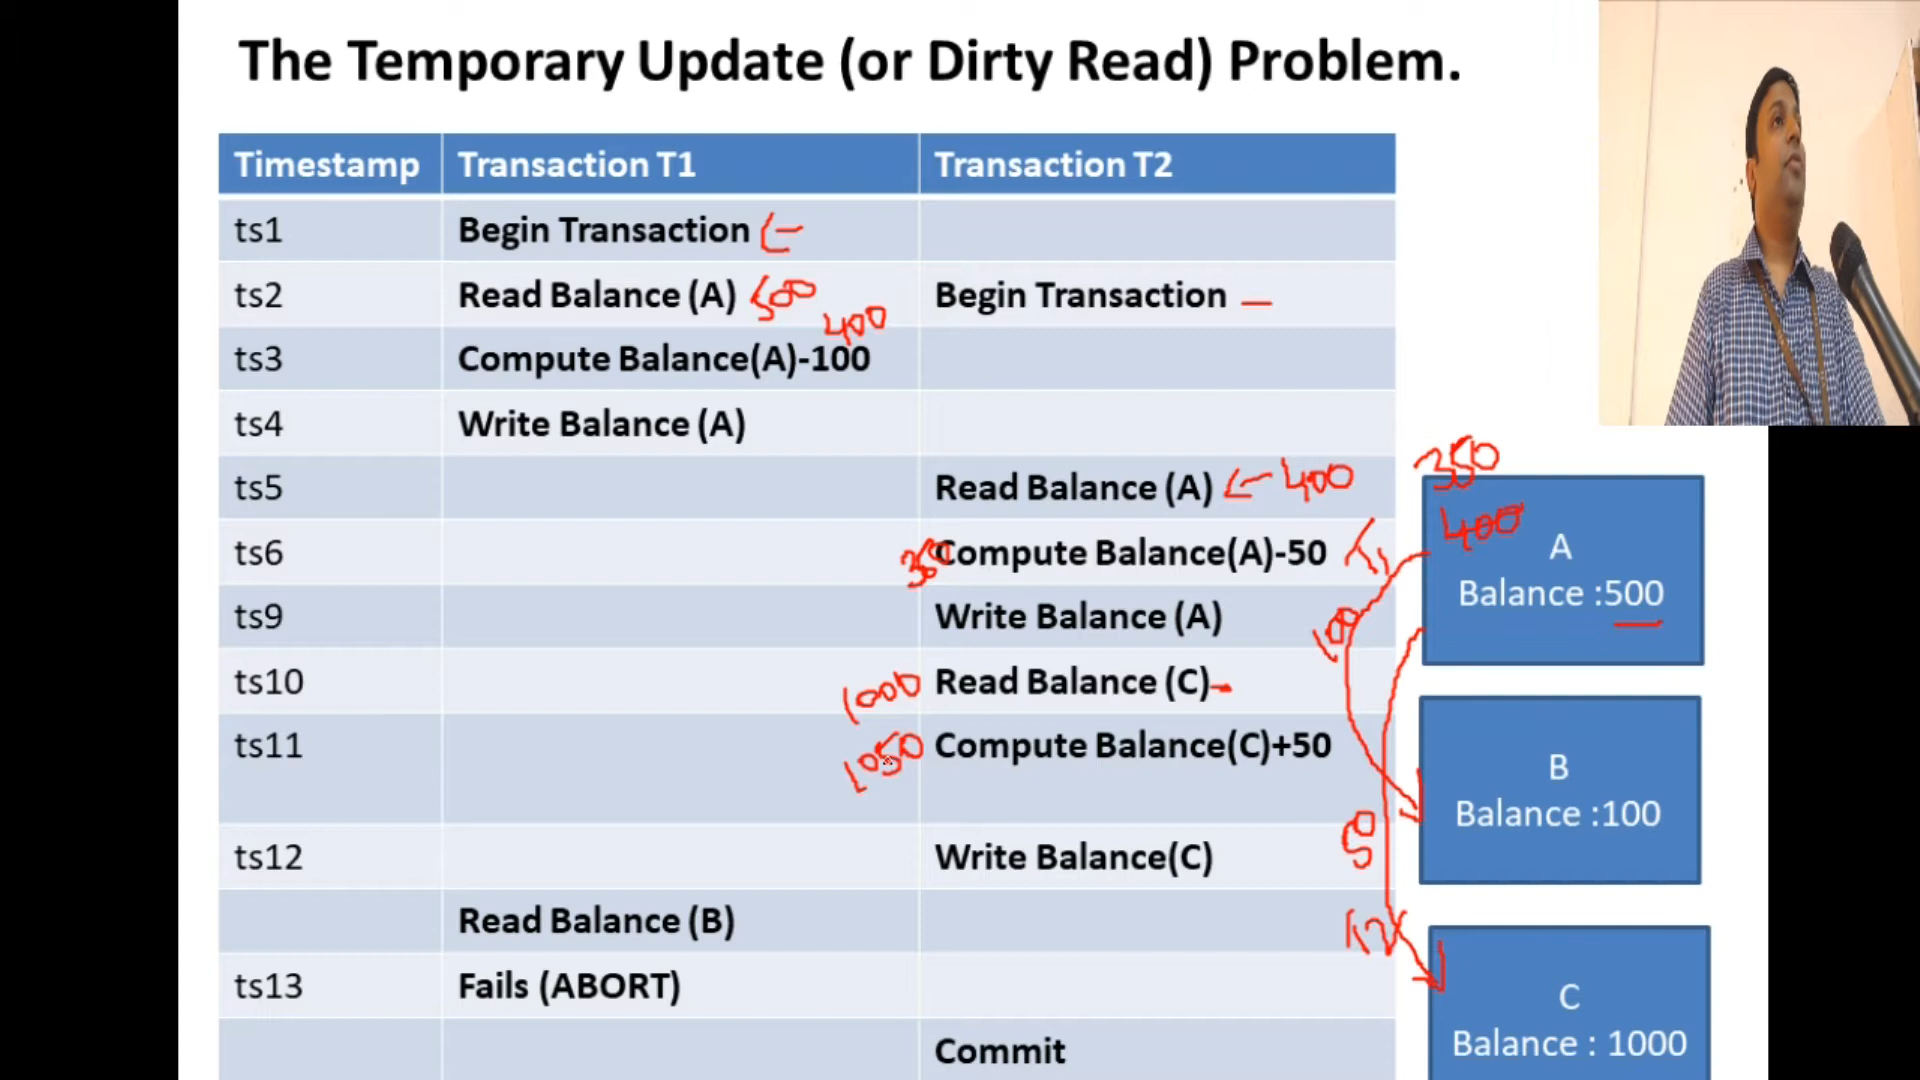 The Temporary Update (or Dirty Read) Problem.
Timestamp Transaction T1 Transaction T2
ts1 Begin Transaction
ts2 Read Balance (A) 500 Begin Transaction
400
ts3 Compute Balance(A)-100
ts4 Write Balance (A)
ts5 Read Balance (A) 400
ts6 350 Compute Balance(A)-50
ts9 Write Balance (A)
ts10 1000 Read Balance (C)
ts11 1050 Compute Balance(C)+50
ts12 Write Balance(C)
Read Balance (B)
ts13 Fails (ABORT)
Commit
350
400
A
Balance :500
T1
100
B
Balance :100
50
T2
C
Balance : 1000